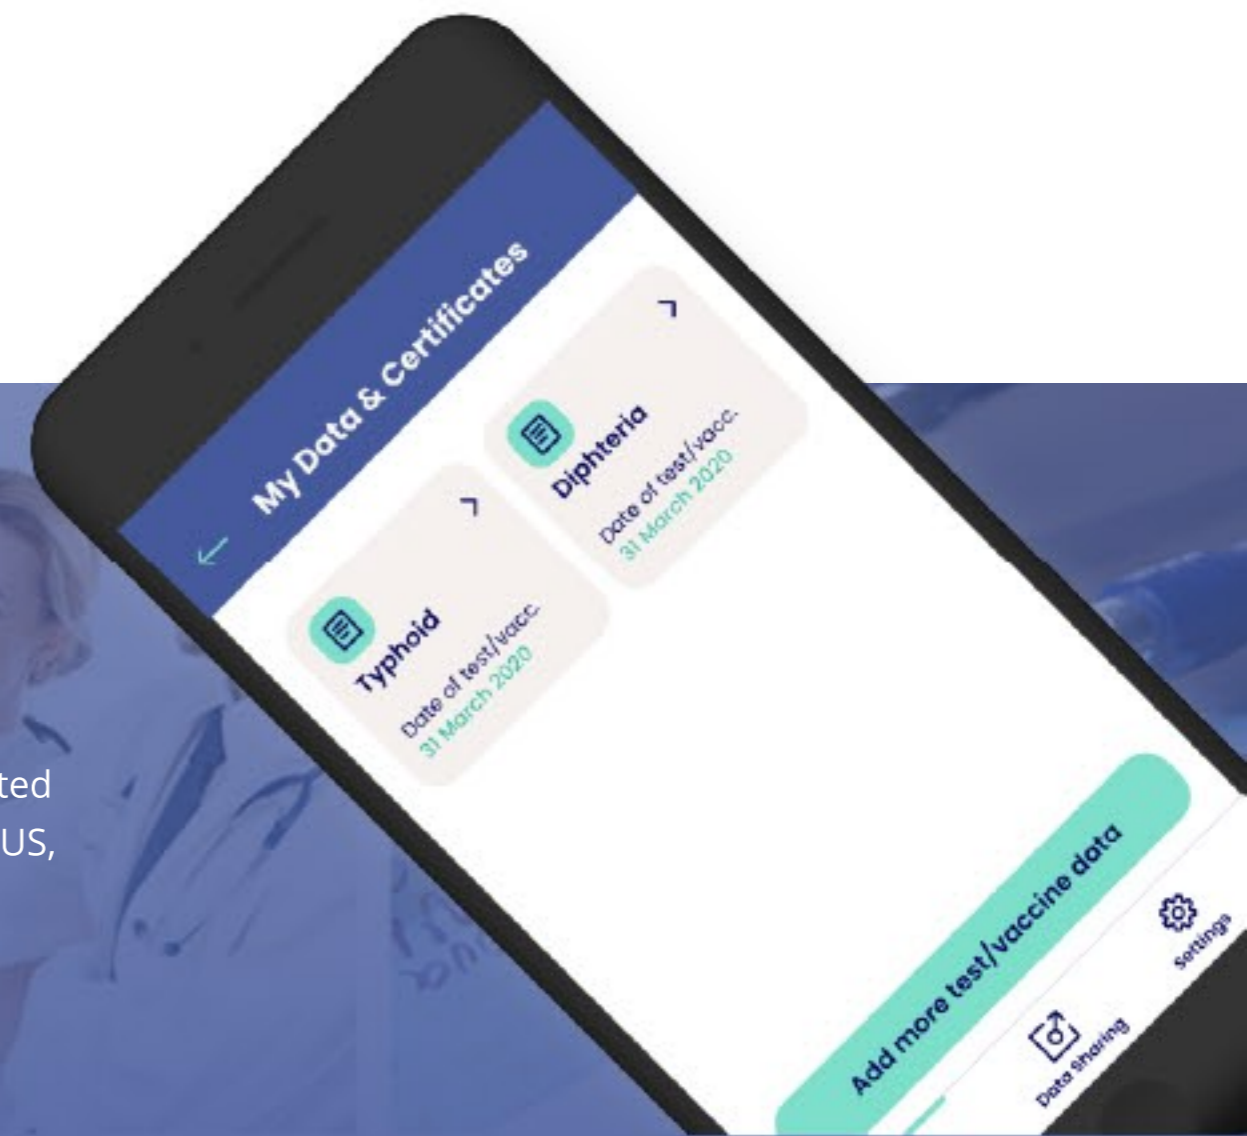 My Data & Certificates
Typhoid
Date of test/vacc.
31 March 2020
Diphteria
Date of test/vacc.
31 March 2020
Add more test/vaccine data
Data Sharing
Settings
ted
US,